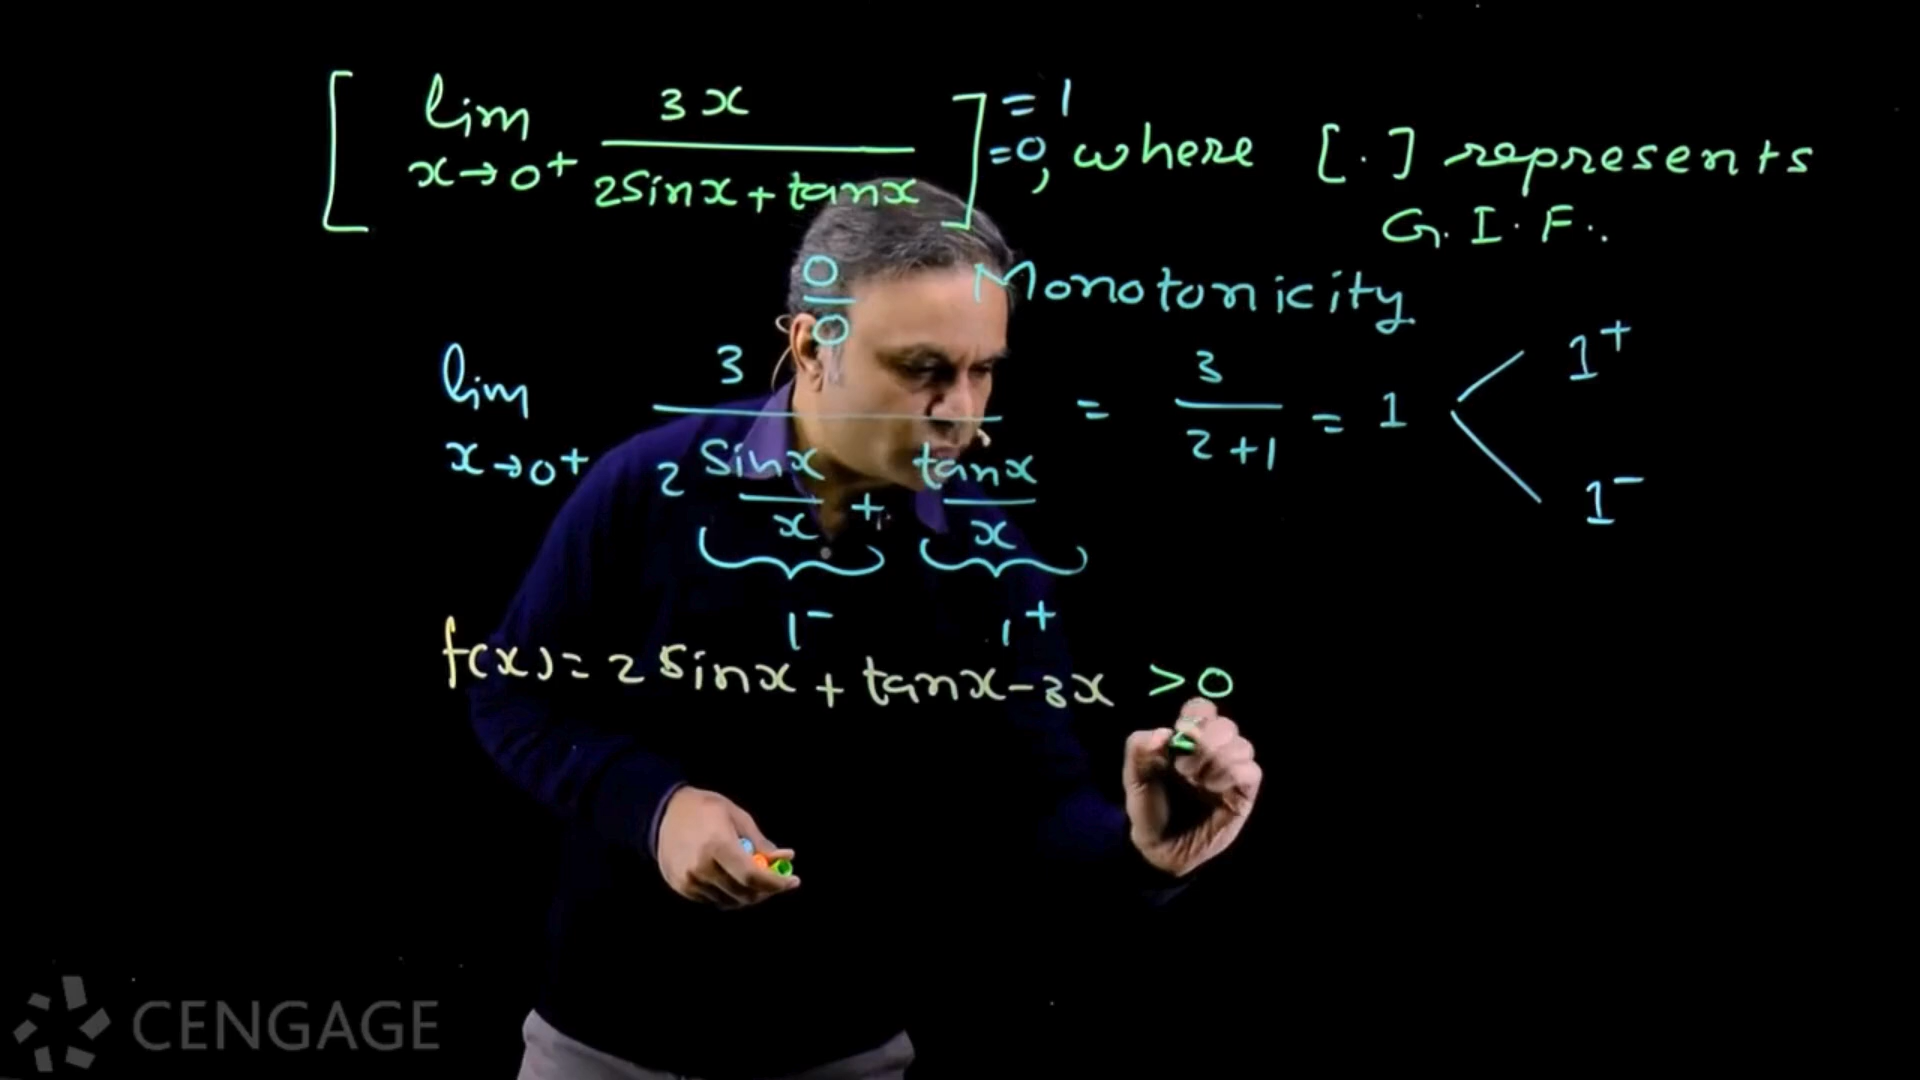 [ lim x→0+ 3x / (2sinx + tanx) ] = 1
= 0, where [.] represents
G.I.F..
0/0 Monotonicity
lim x→0+ 3 / (2 sinx/x + tanx/x) = 3/(2+1) = 1 < 1+
1-
1- 1+
f(x) = 2 sinx + tanx - 3x > 0
CENGAGE